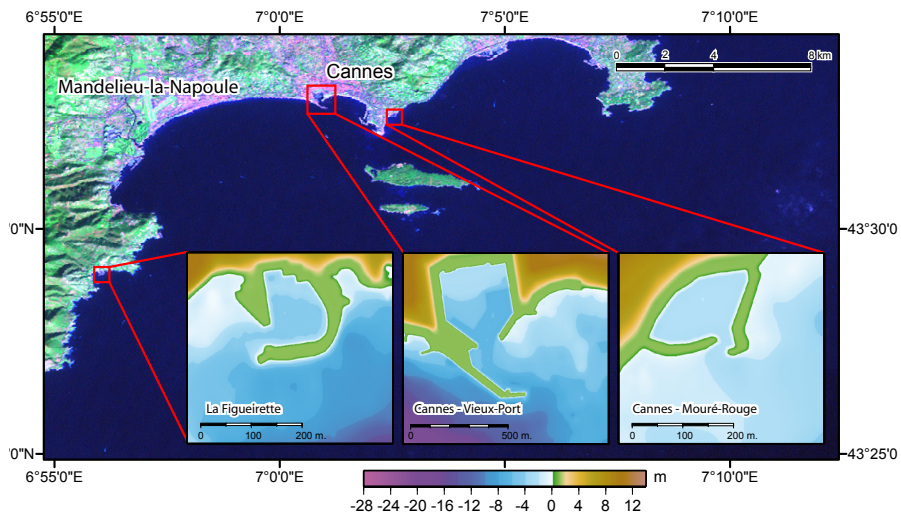 6°55'0"E 7°0'0"E 7°5'0"E 7°10'0"E
Cannes
0 2 4 8 km
Mandelieu-la-Napoule
0'0"N 43°30'0
La Figueirette
0 100 200 m.
Cannes - Vieux-Port
0 500 m.
Cannes - Mouré-Rouge
0 100 200 m.
0'0"N 43°25'0
6°55'0"E 7°0'0"E 7°5'0"E 7°10'0"E
-28 -24 -20 -16 -12 -8 -4 0 4 8 12 m